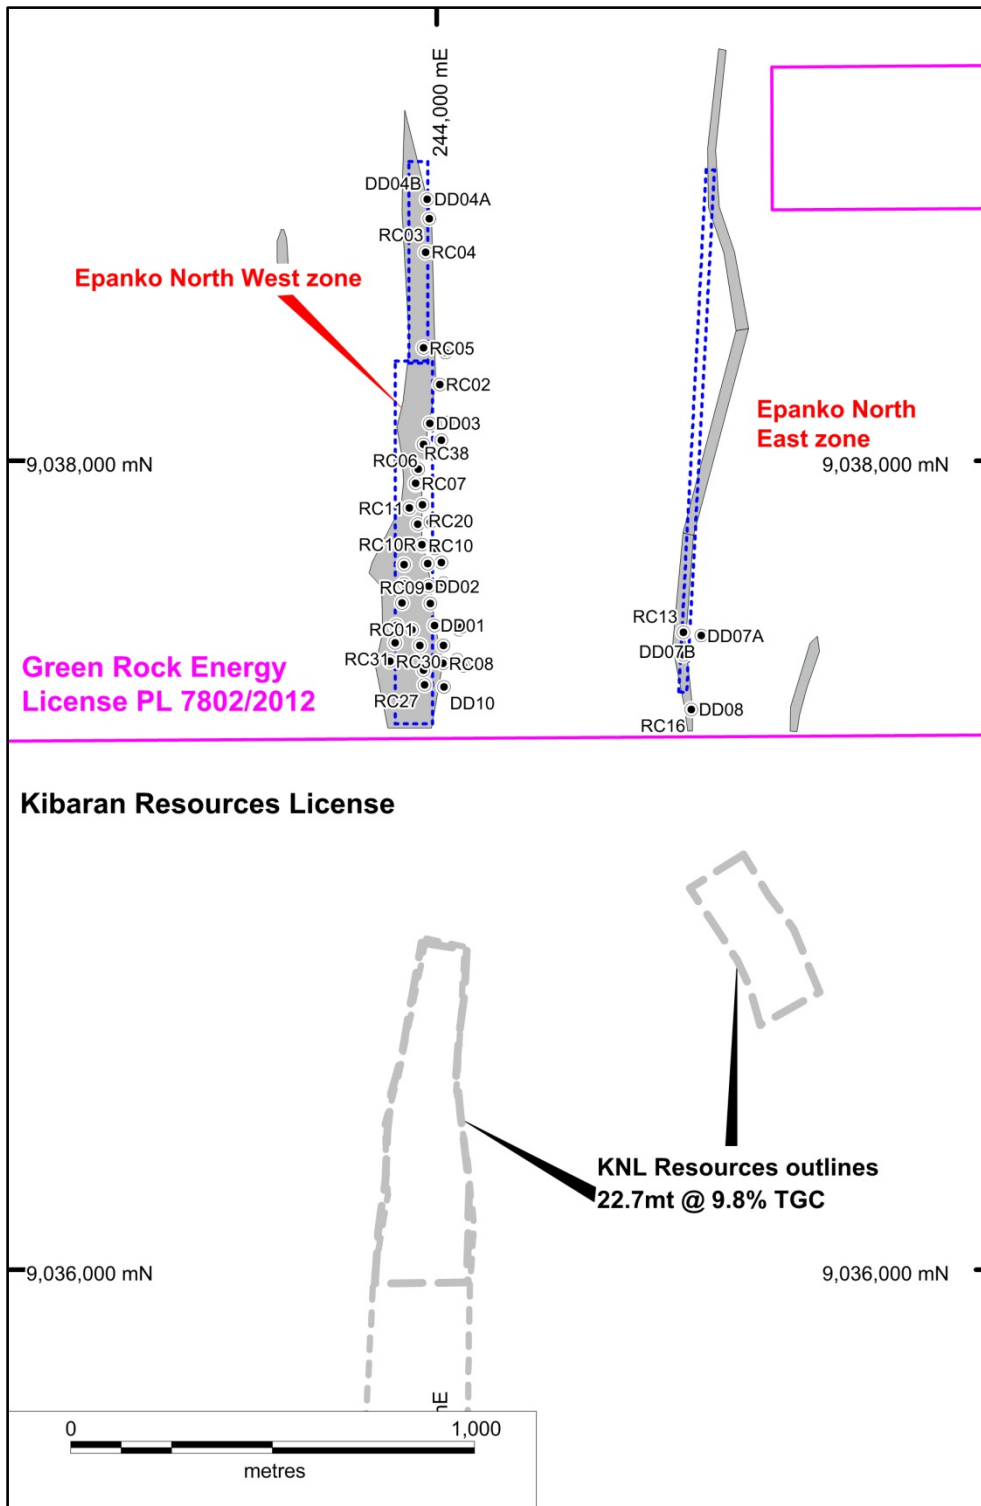 244,000 mE
DD04B
DD04A
RC03
RC04
Epanko North West zone
RC05
RC02
Epanko North
East zone
DD03
RC38
9,038,000 mN
RC06
9,038,000 mN
RC07
RC11
RC20
RC10R
RC10
RC09
DD02
RC01
DD01
RC13
DD07A
DD07B
RC31
RC30
RC08
Green Rock Energy
License PL 7802/2012
RC27
DD10
DD08
RC16
Kibaran Resources License
KNL Resources outlines
22.7mt @ 9.8% TGC
9,036,000 mN
9,036,000 mN
mE
0
1,000
metres